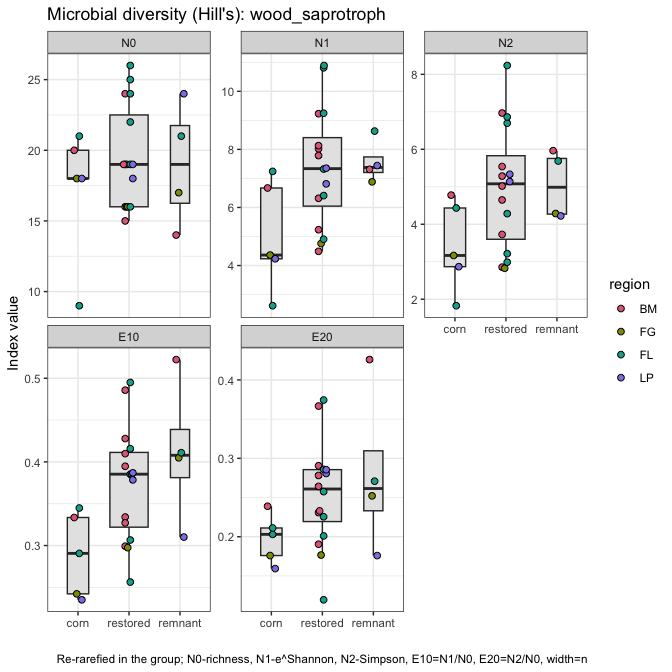 Microbial diversity (Hill's): wood_saprotroph
N0
N1
N2
25
20
15
10
10
8
6
4
8
6
4
2
corn restored remnant
Index value
E10
E20
0.5
0.4
0.3
0.4
0.3
0.2
corn restored remnant
corn restored remnant
region
BM
FG
FL
LP
Re-rarefied in the group; N0-richness, N1-e^Shannon, N2-Simpson, E10=N1/N0, E20=N2/N0, width=n